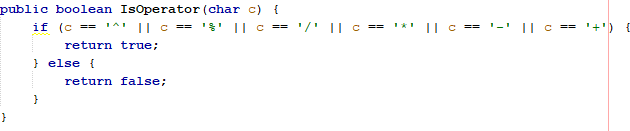 public boolean IsOperator(char c) {
    if (c == '^' || c == '%' || c == '/' || c == '*' || c == '-' || c == '+') {
        return true;
    } else {
        return false;
    }
}